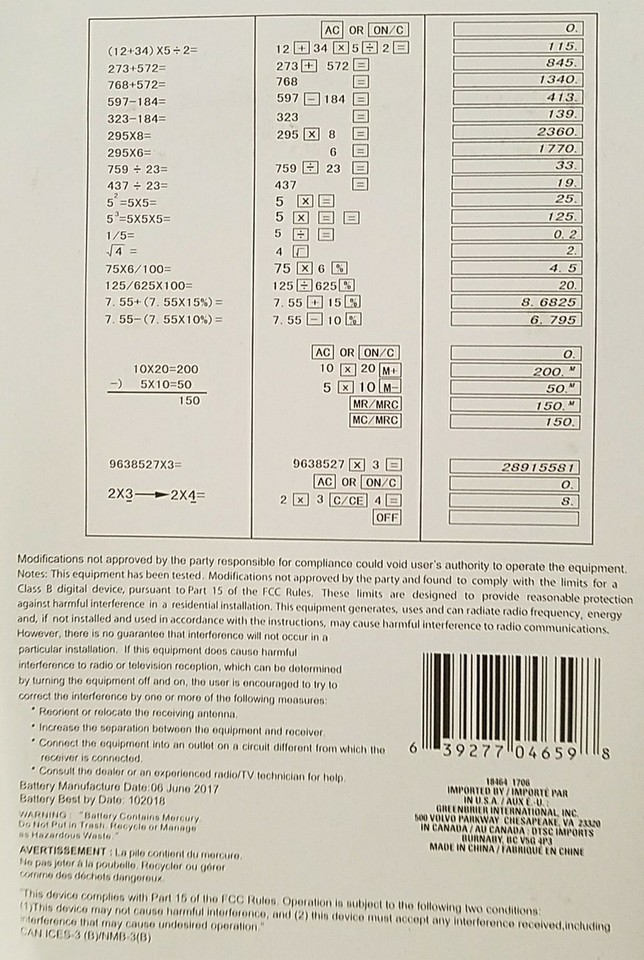 AC OR ON/C 0.
(12+34) X5÷2= 12 + 34 × 5 ÷ 2 = 115.
273+572= 273 + 572 = 845.
768+572= 768 = 1340.
597-184= 597 - 184 = 413.
323-184= 323 = 139.
295X8= 295 × 8 = 2360.
295X6= 6 = 1770.
759 ÷ 23= 759 ÷ 23 = 33.
437 ÷ 23= 437 = 19.
5²=5X5= 5 × = 25.
5³=5X5X5= 5 × = = 125.
1/5= 5 ÷ = 0.2
√4 = 4 √ 2.
75X6/100= 75 × 6 % 4.5
125/625X100= 125 ÷ 625 % 20.
7.55+(7.55X15%)= 7.55 + 15 % 8.6825
7.55-(7.55X10%)= 7.55 - 10 % 6.795
AC OR ON/C 0.
10X20=200 10 × 20 M+ 200. M
-) 5X10=50 5 × 10 M- 50. M
150 MR/MRC 150. M
MC/MRC 150.
9638527X3= 9638527 × 3 = 28915581
AC OR ON/C 0.
2X3→2X4= 2 × 3 C/CE 4 = 8.
OFF
Modifications not approved by the party responsible for compliance could void user's authority to operate the equipment.
Notes: This equipment has been tested. Modifications not approved by the party and found to comply with the limits for a
Class B digital device, pursuant to Part 15 of the FCC Rules. These limits are designed to provide reasonable protection
against harmful interference in a residential installation. This equipment generates, uses and can radiate radio frequency, energy
and, if not installed and used in accordance with the instructions, may cause harmful interference to radio communications.
However, there is no guarantee that interference will not occur in a
particular installation. If this equipment does cause harmful
interference to radio or television reception, which can be determined
by turning the equipment off and on, the user is encouraged to try to
correct the interference by one or more of the following measures:
* Reorient or relocate the receiving antenna.
* Increase the separation between the equipment and receiver.
* Connect the equipment into an outlet on a circuit different from which the
receiver is connected.
* Consult the dealer or an experienced radio/TV technician for help.
Battery Manufacture Date:06 June 2017
Battery Best by Date: 102018
WARNING: "Battery Contains Mercury.
Do Not Put in Trash. Recycle or Manage
as Hazardous Waste."
AVERTISSEMENT : La pile contient du mercure.
Ne pas jeter à la poubelle. Recycler ou gérer
comme des déchets dangereux.
6 39277 04659 8
18464 1706
IMPORTED BY / IMPORTÉ PAR
IN U.S.A. / AUX É.-U. :
GREENBRIER INTERNATIONAL, INC.
500 VOLVO PARKWAY CHESAPEAKE, VA 23320
IN CANADA / AU CANADA : DTSC IMPORTS
BURNABY, BC V5G 4P3
MADE IN CHINA / FABRIQUÉ EN CHINE
"This device complies with Part 15 of the FCC Rules. Operation is subject to the following two conditions:
(1)This device may not cause harmful interference, and (2) this device must accept any interference received,including
interference that may cause undesired operation."
CAN ICES-3 (B)/NMB-3(B)